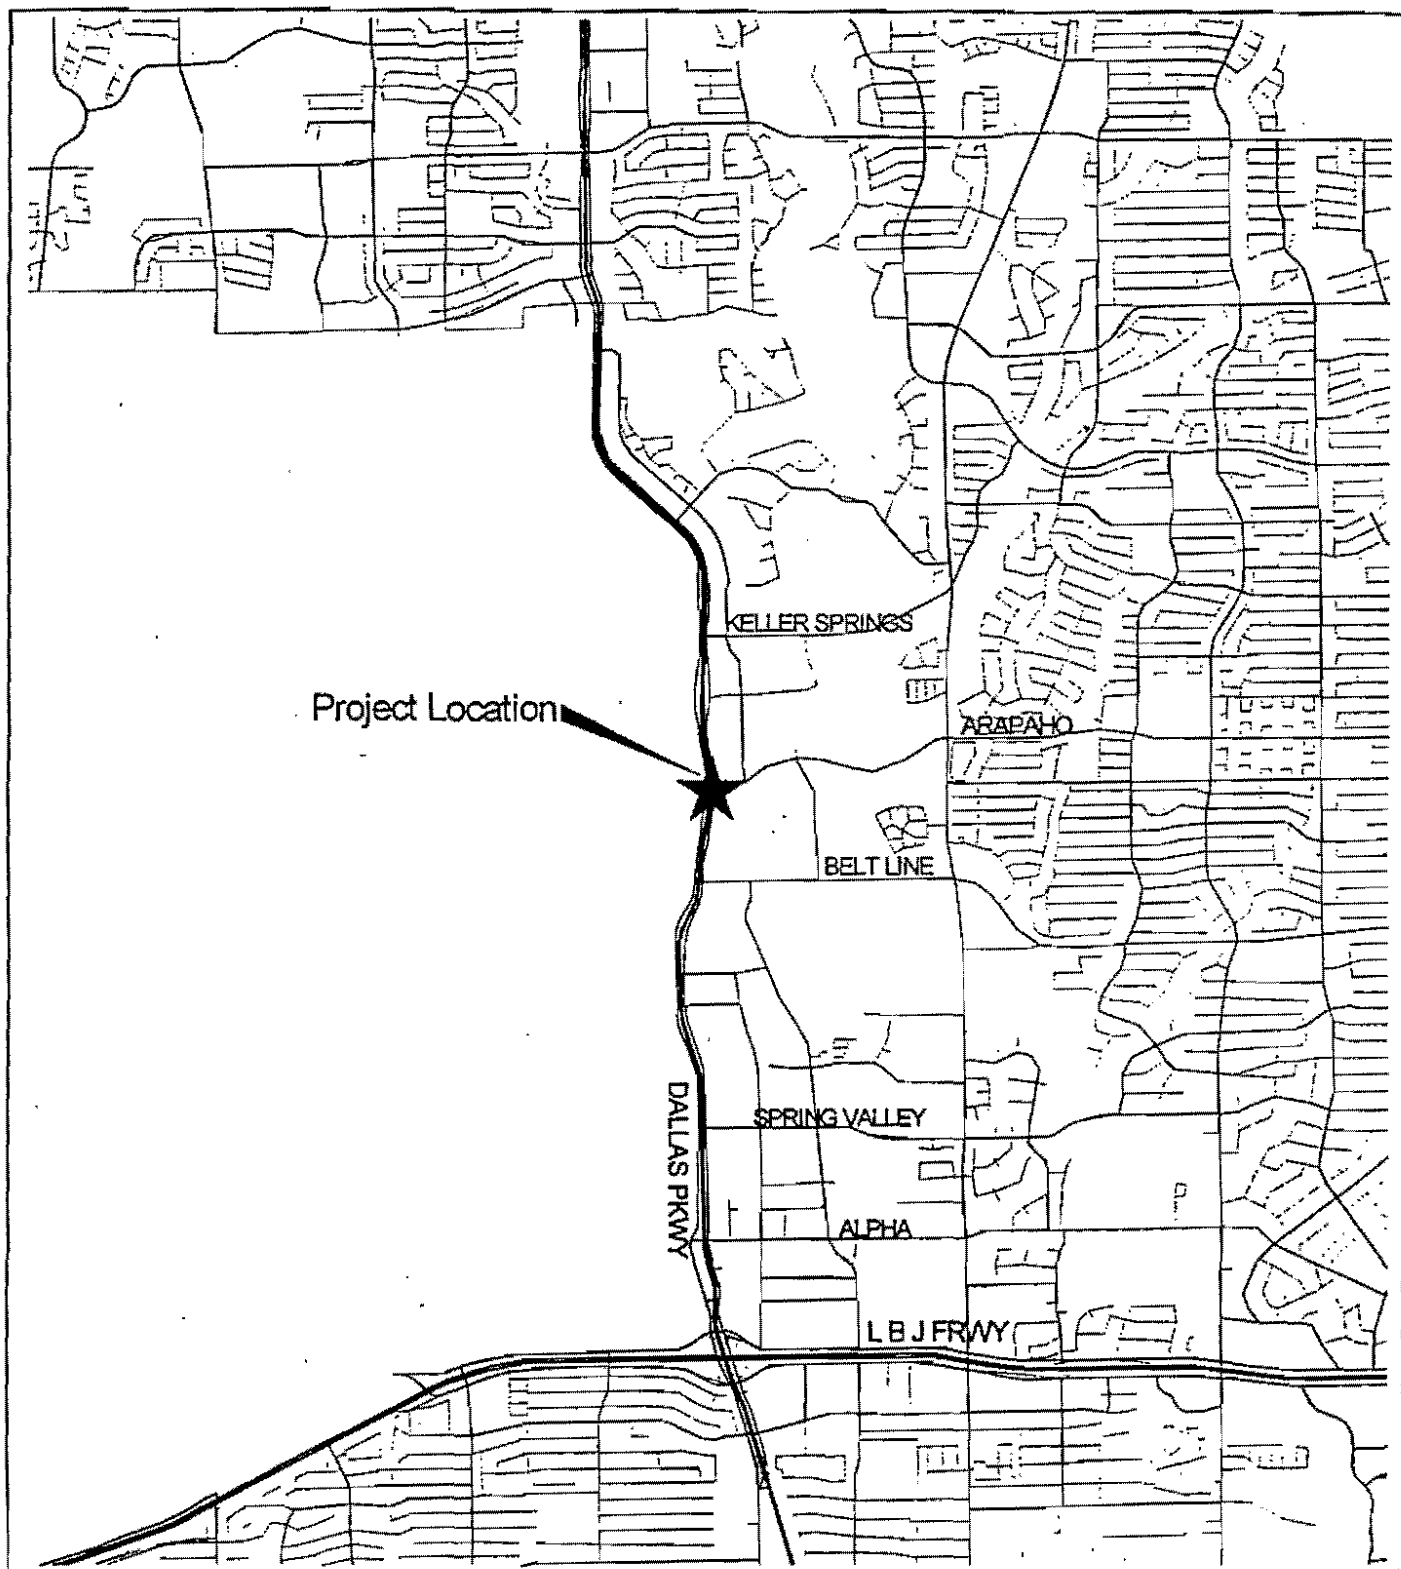 KELLER SPRINGS
Project Location
ARAPAHO
BELT LINE
DALLAS PKWY
SPRING VALLEY
ALPHA
L B J FRWY